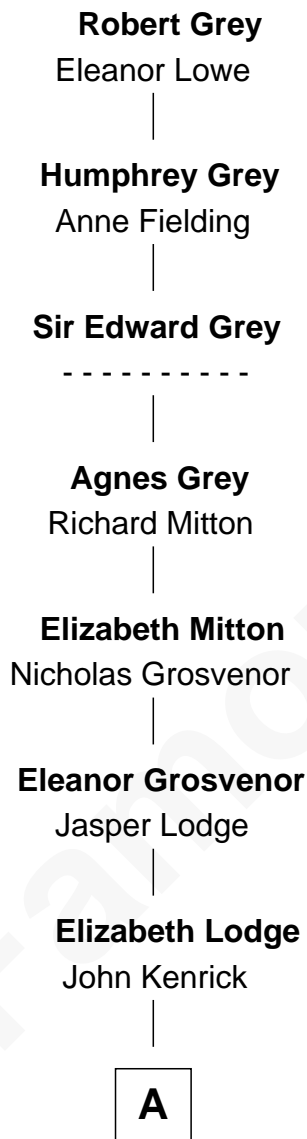 Robert Grey
Eleanor Lowe
Humphrey Grey
Anne Fielding
Sir Edward Grey
- - - - - - - - - -
Agnes Grey
Richard Mitton
Elizabeth Mitton
Nicholas Grosvenor
Eleanor Grosvenor
Jasper Lodge
Elizabeth Lodge
John Kenrick
A